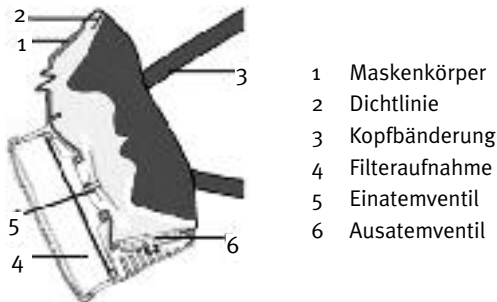 2
1
3
5
4
6
1 Maskenkörper
2 Dichtlinie
3 Kopfbänderung
4 Filteraufnahme
5 Einatemventil
6 Ausatemventil